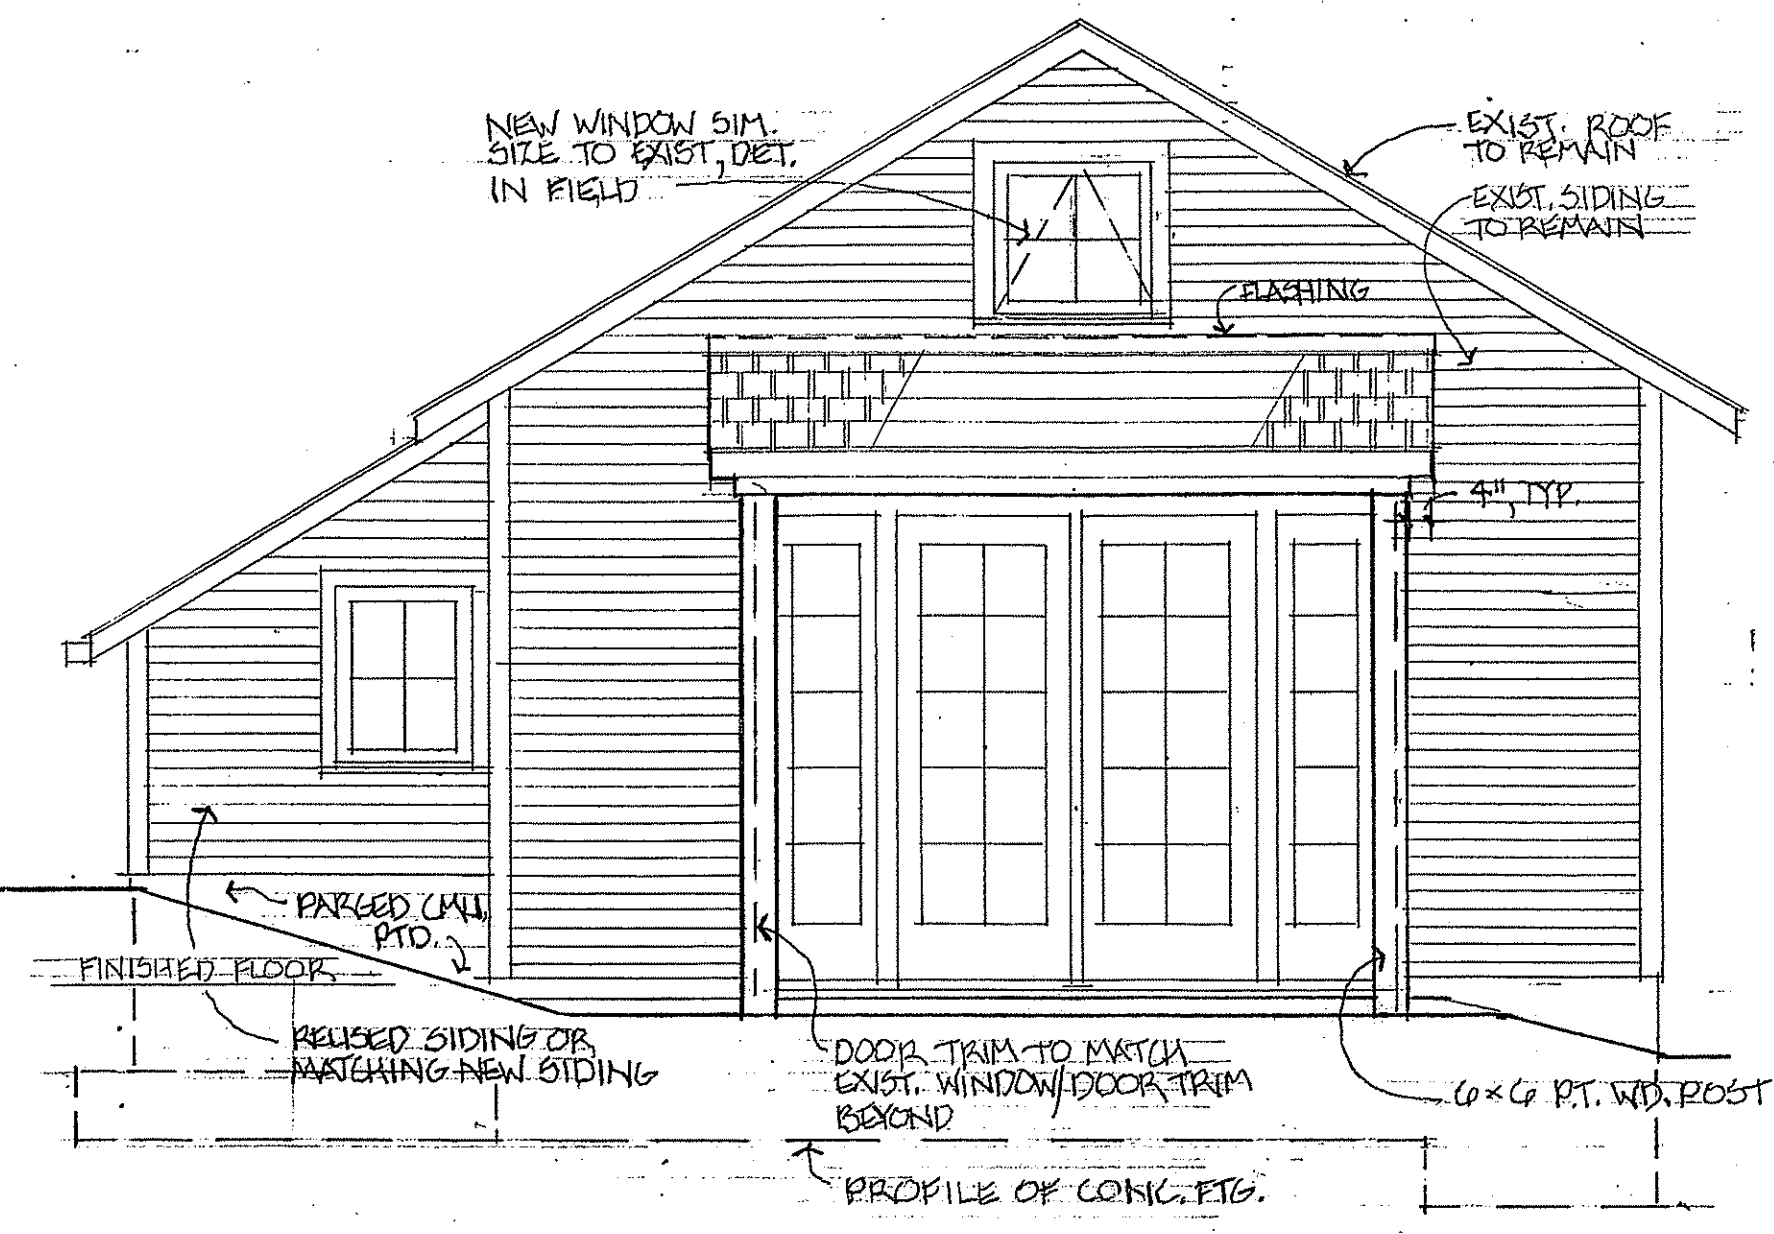 NEW WINDOW SIM.
SIZE TO EXIST, DET.
IN FIELD
EXIST. ROOF
TO REMAIN
EXIST. SIDING
TO REMAIN
FLASHING
4", TYP.
PARGED CMU,
PTD.
FINISHED FLOOR
REUSED SIDING OR
MATCHING NEW SIDING
DOOR TRIM TO MATCH
EXIST. WINDOW/DOOR TRIM
BEYOND
6x6 P.T. WD. POST
PROFILE OF CONC. FTG.